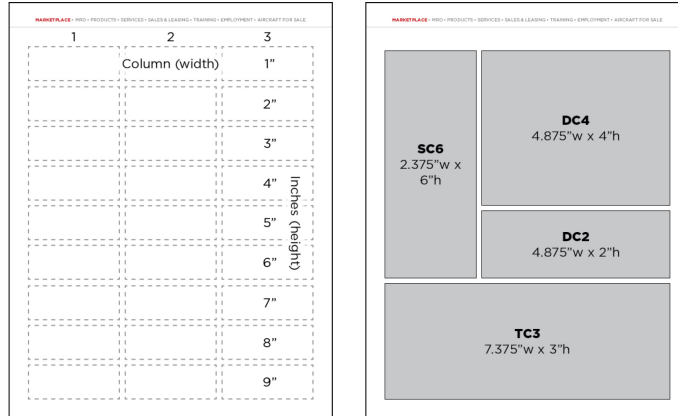 MARKETPLACE • MRO • PRODUCTS • SERVICES • SALES & LEASING • TRAINING • EMPLOYMENT • AIRCRAFT FOR SALE
1 2 3
Column (width) 1”
2”
3”
4”
5”
6”
7”
8”
9”
Inches (height)
MARKETPLACE • MRO • PRODUCTS • SERVICES • SALES & LEASING • TRAINING • EMPLOYMENT • AIRCRAFT FOR SALE
SC6
2.375”w x
6”h
DC4
4.875”w x 4”h
DC2
4.875”w x 2”h
TC3
7.375”w x 3”h